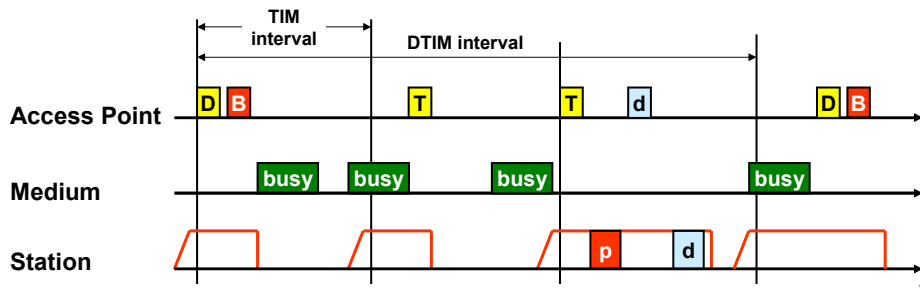 TIM
interval
DTIM interval
Access Point
D B T T d D B
Medium
busy busy busy busy
Station
p d